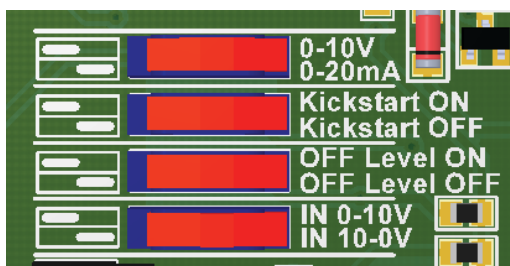 0-10V
0-20mA
Kickstart ON
Kickstart OFF
OFF Level ON
OFF Level OFF
IN 0-10V
IN 10-0V